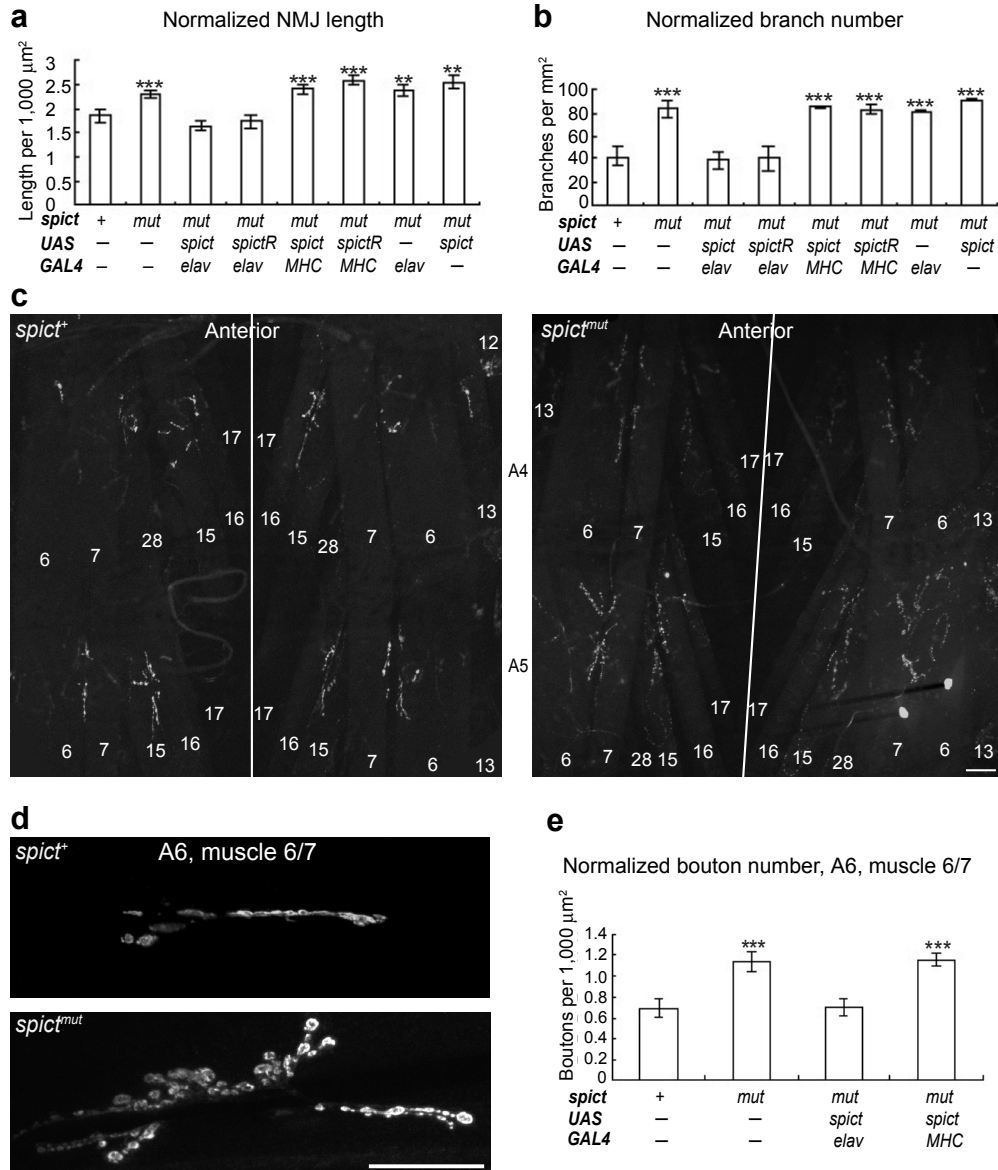 a
Normalized NMJ length
Length per 1,000 µm²
3
2.5
2
1.5
1
0.5
0
*** *** *** ** **
spict + mut mut mut mut mut mut mut
UAS – – spict spictR spict spictR – spict
GAL4 – – elav elav MHC MHC elav –
b
Normalized branch number
Branches per mm²
100
80
60
40
20
0
*** *** *** *** ***
spict + mut mut mut mut mut mut mut
UAS – – spict spictR spict spictR – spict
GAL4 – – elav elav MHC MHC elav –
c
spict⁺ Anterior
12
17 17
13
16 16
15 15
28 28
6 7 7 6
17 17
16 16
15 15
6 7 7 6 13
A4
A5
spictᵐᵘᵗ Anterior
13
17 17
16 16
15 15
6 7 7 6 13
17 17
6 7 28 15 16 16 15 28 7 6 13
d
spict⁺ A6, muscle 6/7
spictᵐᵘᵗ
e
Normalized bouton number, A6, muscle 6/7
Boutons per 1,000 µm²
1.4
1.2
1.0
0.8
0.6
0.4
0.2
0
*** ***
spict + mut mut mut
UAS – – spict spict
GAL4 – – elav MHC